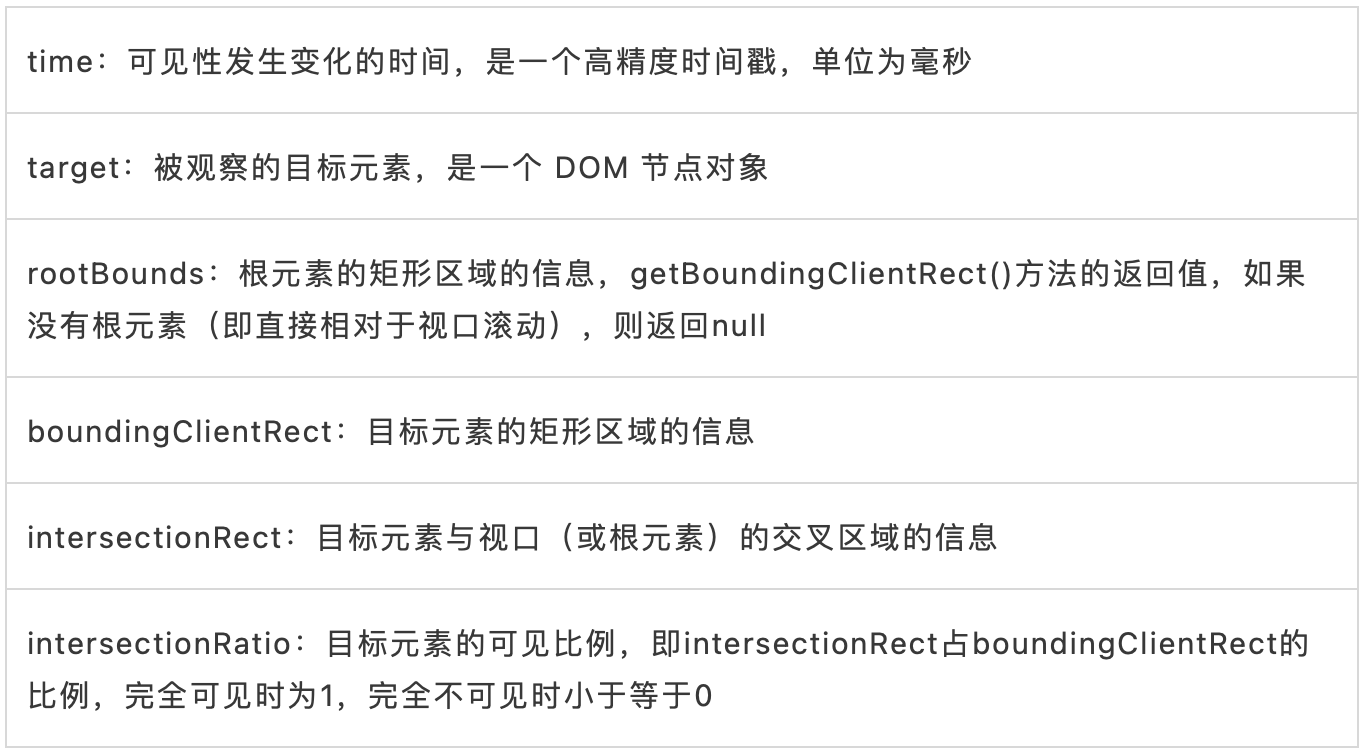 time：可见性发生变化的时间，是一个高精度时间戳，单位为毫秒
target：被观察的目标元素，是一个 DOM 节点对象
rootBounds：根元素的矩形区域的信息，getBoundingClientRect()方法的返回值，如果
没有根元素（即直接相对于视口滚动），则返回null
boundingClientRect：目标元素的矩形区域的信息
intersectionRect：目标元素与视口（或根元素）的交叉区域的信息
intersectionRatio：目标元素的可见比例，即intersectionRect占boundingClientRect的
比例，完全可见时为1，完全不可见时小于等于0